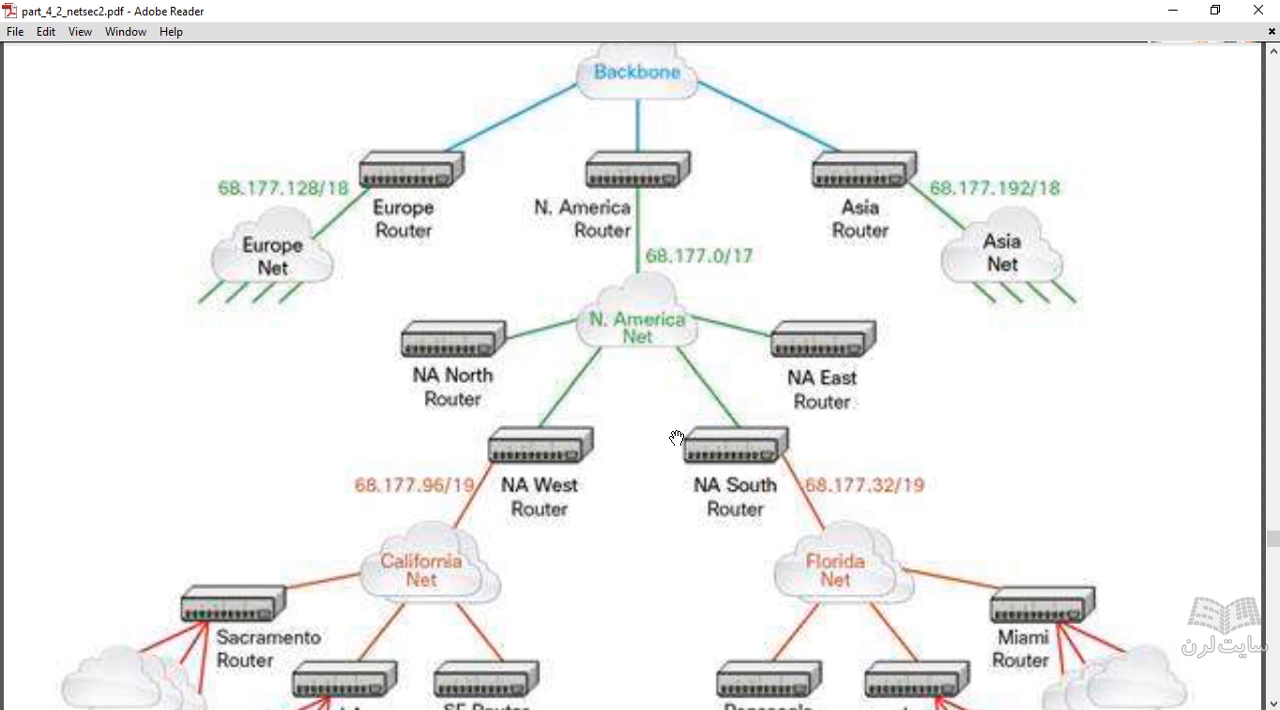 part_4_2_netsec2.pdf - Adobe Reader
File Edit View Window Help
Backbone
68.177.128/18
Europe
Router
N. America
Router
Asia
Router
68.177.192/18
Europe
Net
68.177.0/17
Asia
Net
N. America
Net
NA North
Router
NA East
Router
68.177.96/19
NA West
Router
NA South
Router
68.177.32/19
California
Net
Florida
Net
Sacramento
Router
Miami
Router
SF Router
سایت لرن